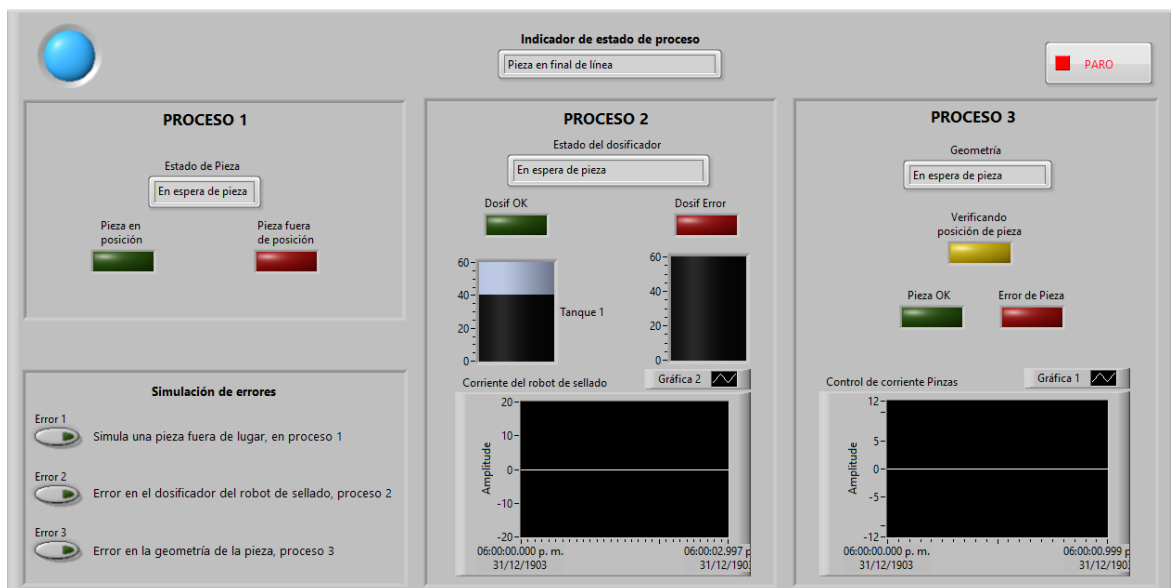 Indicador de estado de proceso
Pieza en final de línea
PARO
PROCESO 1
Estado de Pieza
En espera de pieza
Pieza en
posición
Pieza fuera
de posición
Simulación de errores
Error 1
Simula una pieza fuera de lugar, en proceso 1
Error 2
Error en el dosificador del robot de sellado, proceso 2
Error 3
Error en la geometría de la pieza, proceso 3
PROCESO 2
Estado del dosificador
En espera de pieza
Dosif OK
Dosif Error
60
40
20
0
Tanque 1
60
40
20
0
Corriente del robot de sellado
Gráfica 2
Amplitude
20
10
0
-10
-20
06:00:00.000 p. m.
31/12/1903
06:00:02.997 p
31/12/190
PROCESO 3
Geometría
En espera de pieza
Verificando
posición de pieza
Pieza OK
Error de Pieza
Control de corriente Pinzas
Gráfica 1
Amplitude
12
5
0
-5
-12
06:00:00.000 p. m.
31/12/1903
06:00:00.999 p
31/12/190